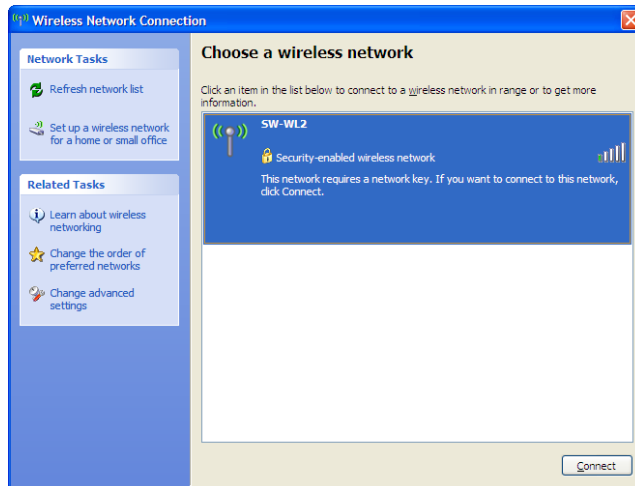 Wireless Network Connection
Network Tasks
Refresh network list
Set up a wireless network
for a home or small office
Related Tasks
Learn about wireless
networking
Change the order of
preferred networks
Change advanced
settings
Choose a wireless network
Click an item in the list below to connect to a wireless network in range or to get more
information.
SW-WL2
Security-enabled wireless network
This network requires a network key. If you want to connect to this network,
click Connect.
Connect